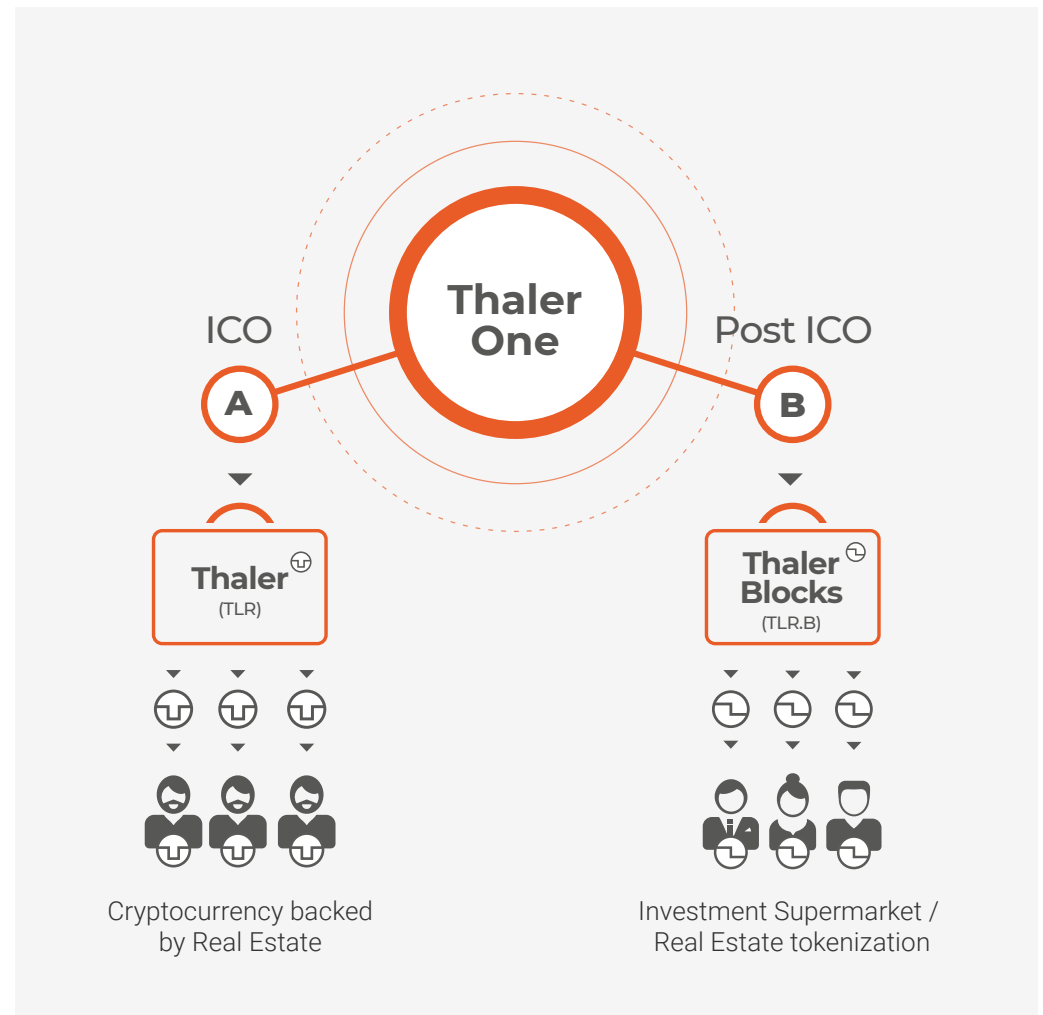 Thaler
One
ICO
Post ICO
A
B
Thaler
(TLR)
Thaler
Blocks
(TLR.B)
Cryptocurrency backed
by Real Estate
Investment Supermarket /
Real Estate tokenization